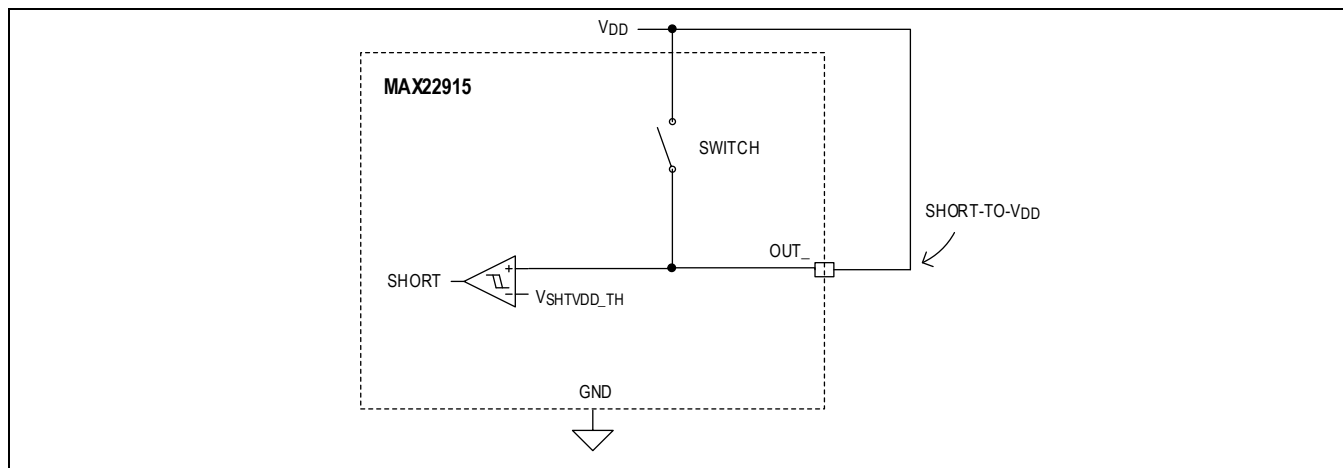 VDD
MAX22915
SWITCH
SHORT-TO-VDD
OUT_
SHORT
+
−
VSHTVDD_TH
GND